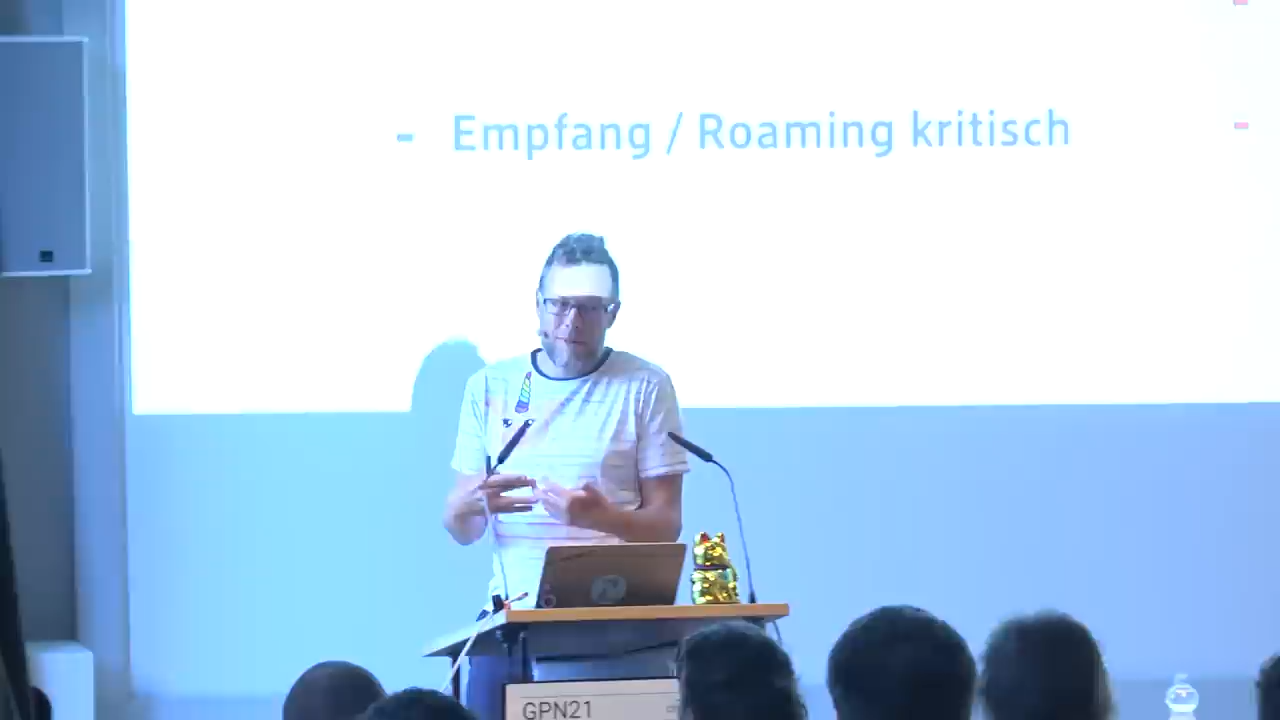 - Empfang / Roaming kritisch
GPN21